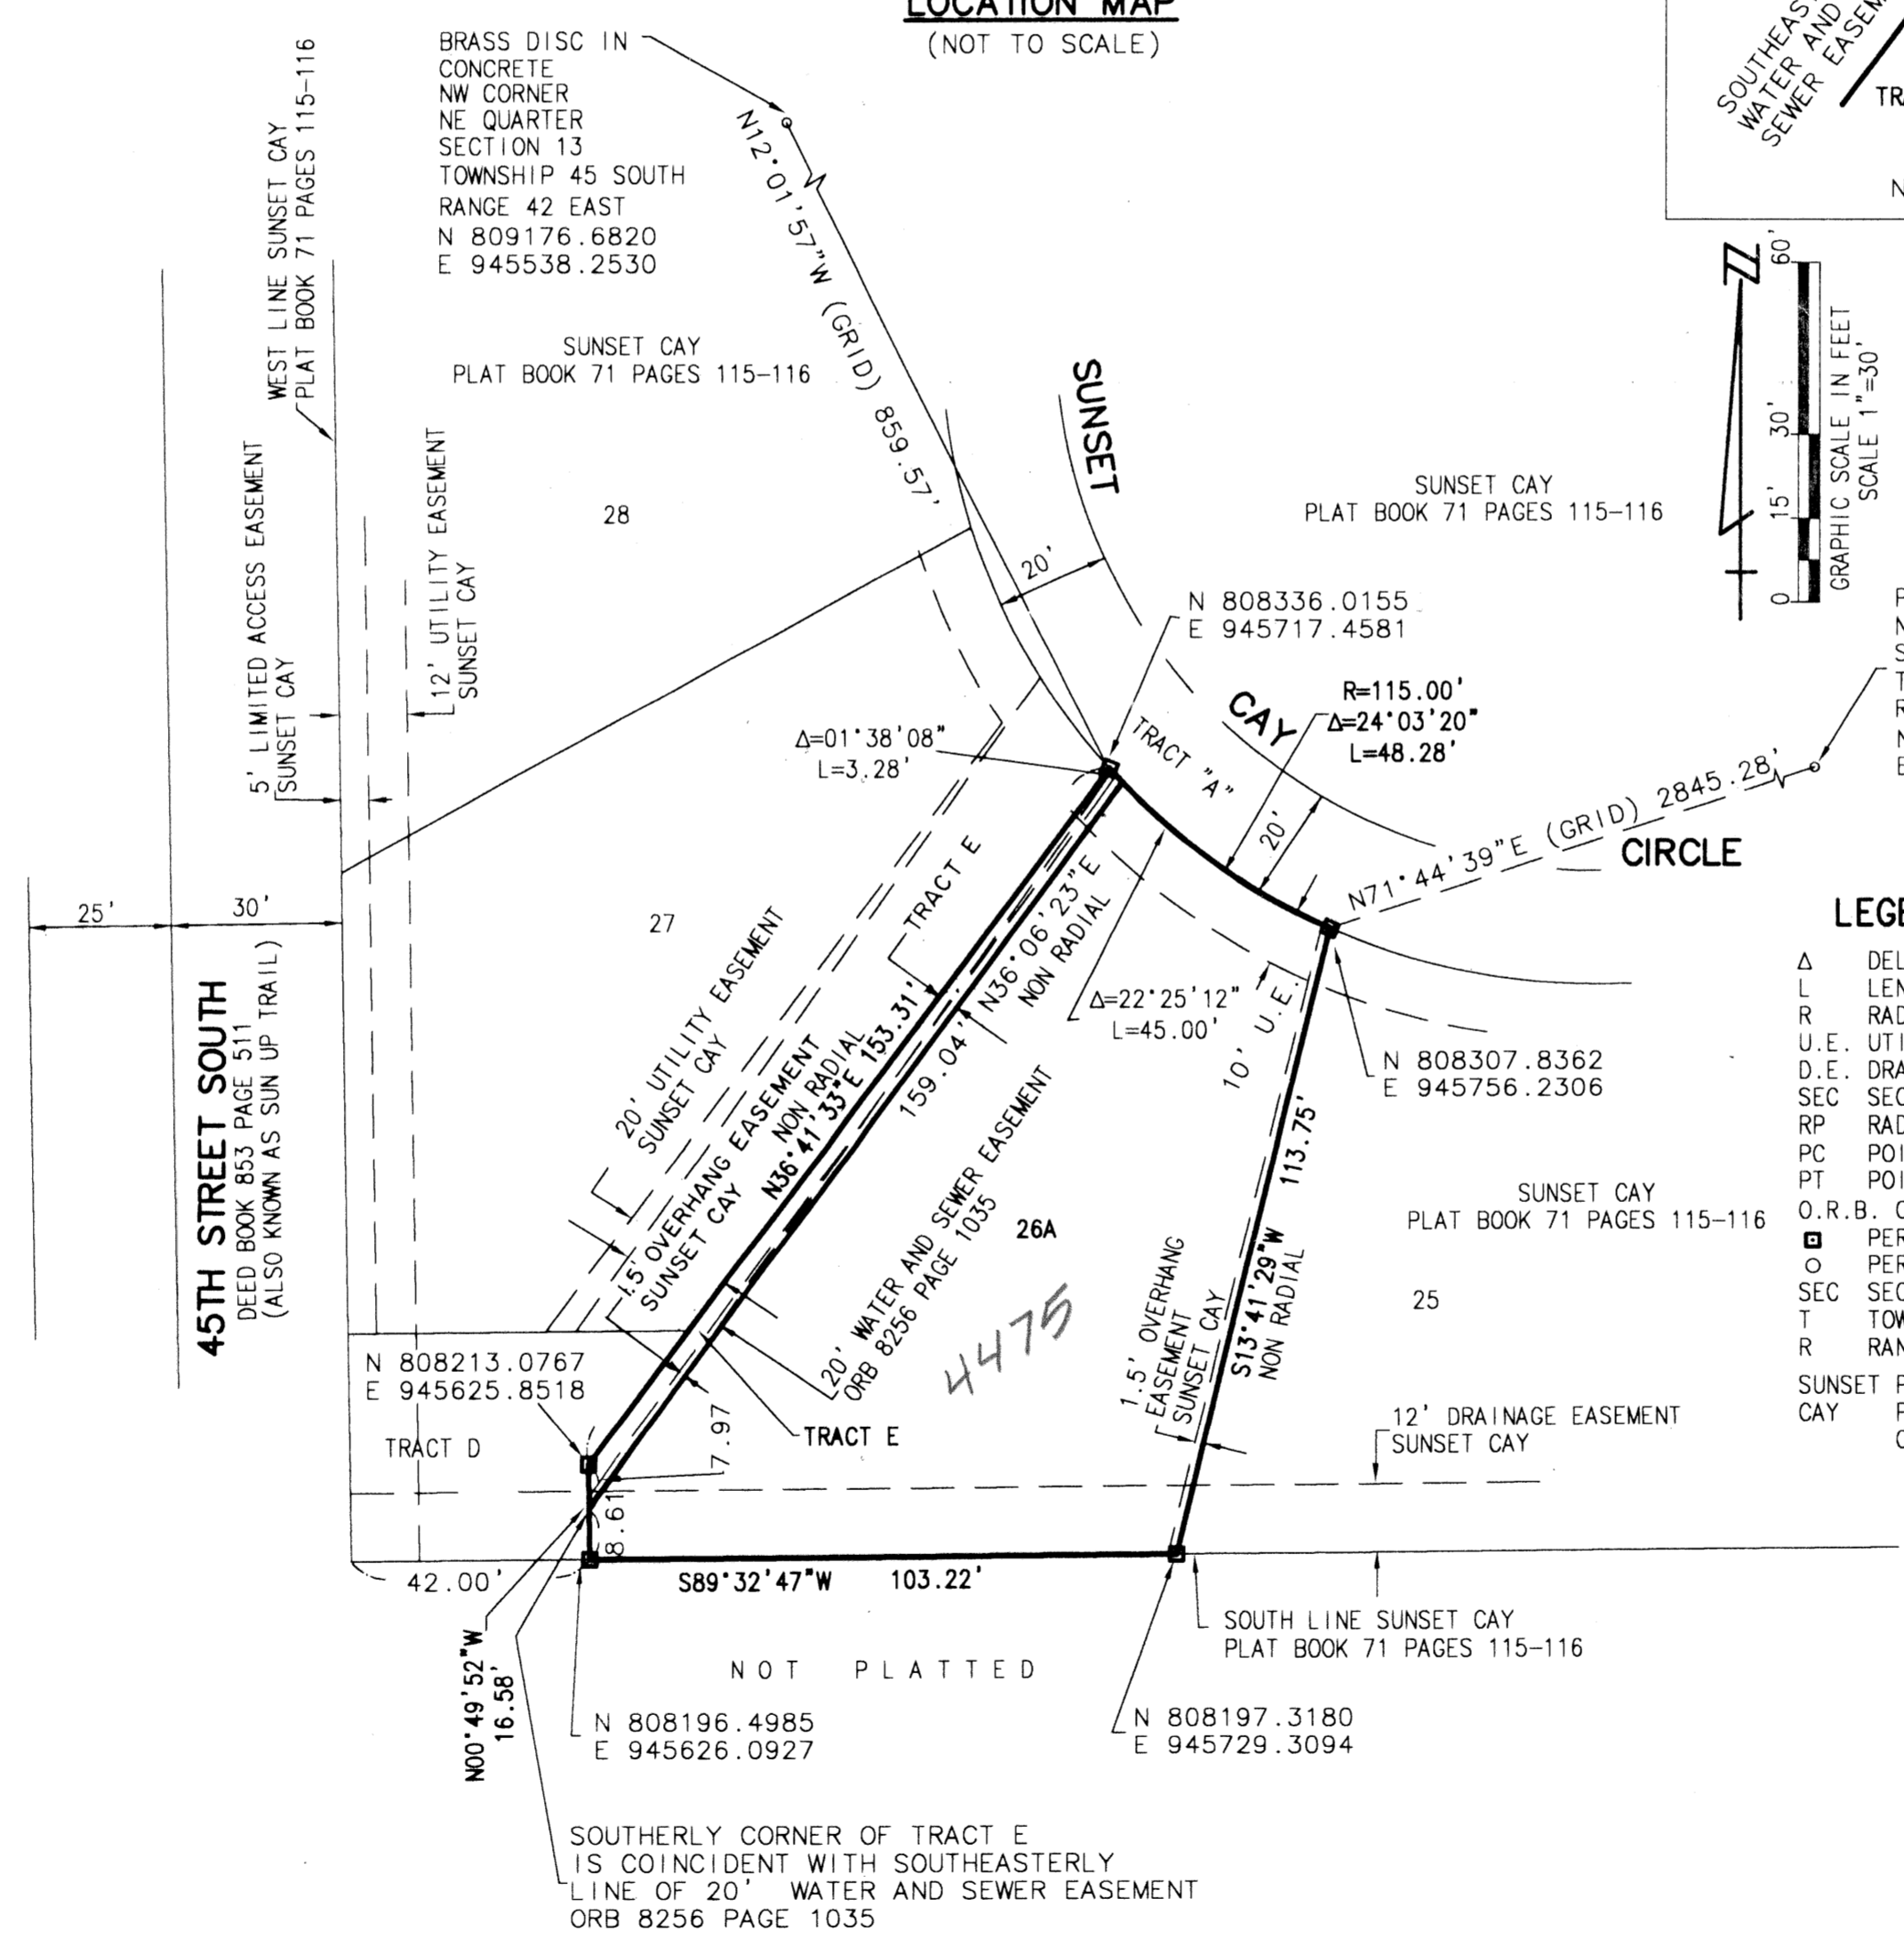 LOCATION MAP
(NOT TO SCALE)
BRASS DISC IN
CONCRETE
NW CORNER
NE QUARTER
SECTION 13
TOWNSHIP 45 SOUTH
RANGE 42 EAST
N 809176.6820
E 945538.2530
WEST LINE SUNSET CAY
PLAT BOOK 71 PAGES 115-116
SUNSET CAY
PLAT BOOK 71 PAGES 115-116
N12°01'57"W (GRID) 859.57'
WATER AND
SUNSET
60'
30'
15'
0
GRAPHIC SCALE IN FEET
SCALE 1"=30'
5' LIMITED ACCESS EASEMENT
SUNSET CAY
12' UTILITY EASEMENT
SUNSET CAY
28
SUNSET CAY
PLAT BOOK 71 PAGES 115-116
20'
N 808336.0155
E 945717.4581
CAY
R=115.00'
Δ=24°03'20"
L=48.28'
TRACT "A"
Δ=01°38'08"
L=3.28'
20'
N71°44'39"E (GRID) 2845.28'
CIRCLE
25'
30'
27
TRACT E
N36°06'23"E
NON RADIAL
159.04'
Δ=22°25'12"
L=45.00'
10' U.E.
N 808307.8362
E 945756.2306
45TH STREET SOUTH
DEED BOOK 853 PAGE 511
(ALSO KNOWN AS SUN UP TRAIL)
20' UTILITY EASEMENT
SUNSET CAY
1.5' OVERHANG EASEMENT
SUNSET CAY
NON RADIAL
N36°41'33"E 153.31'
20' WATER AND SEWER EASEMENT
ORB 8256 PAGE 1035
26A
4475
113.75'
S13°41'29"W
NON RADIAL
1.5' OVERHANG
EASEMENT
SUNSET CAY
SUNSET CAY
PLAT BOOK 71 PAGES 115-116
25
Δ
L
R
U.E.
D.E.
SEC
RP
PC
PT
O.R.B.
SEC
T
R
SUNSET
CAY
N 808213.0767
E 945625.8518
TRACT D
TRACT E
7.97
8.61
12' DRAINAGE EASEMENT
SUNSET CAY
42.00'
S89°32'47"W 103.22'
N00°49'52"W
16.58'
SOUTH LINE SUNSET CAY
PLAT BOOK 71 PAGES 115-116
NOT PLATTED
N 808196.4985
E 945626.0927
N 808197.3180
E 945729.3094
SOUTHERLY CORNER OF TRACT E
IS COINCIDENT WITH SOUTHEASTERLY
LINE OF 20' WATER AND SEWER EASEMENT
ORB 8256 PAGE 1035